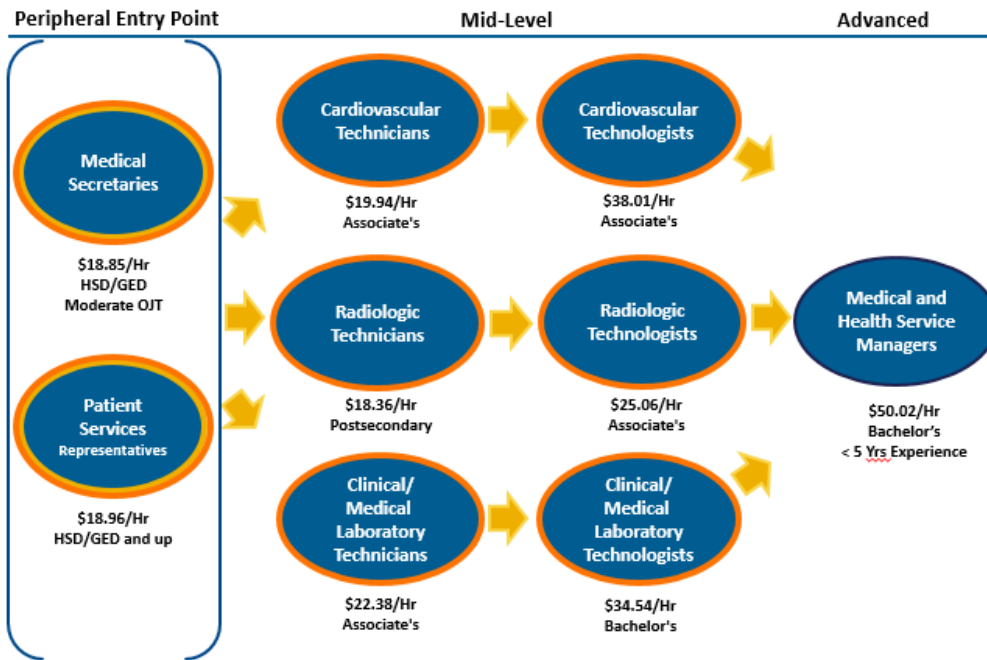 Peripheral Entry Point
Mid-Level
Advanced
Medical
Secretaries
$18.85/Hr
HSD/GED
Moderate OJT
Patient
Services
Representatives
$18.96/Hr
HSD/GED and up
Cardiovascular
Technicians
$19.94/Hr
Associate's
Cardiovascular
Technologists
$38.01/Hr
Associate's
Radiologic
Technicians
$18.36/Hr
Postsecondary
Radiologic
Technologists
$25.06/Hr
Associate's
Clinical/
Medical
Laboratory
Technicians
$22.38/Hr
Associate's
Clinical/
Medical
Laboratory
Technologists
$34.54/Hr
Bachelor's
Medical and
Health Service
Managers
$50.02/Hr
Bachelor’s
< 5 Yrs Experience